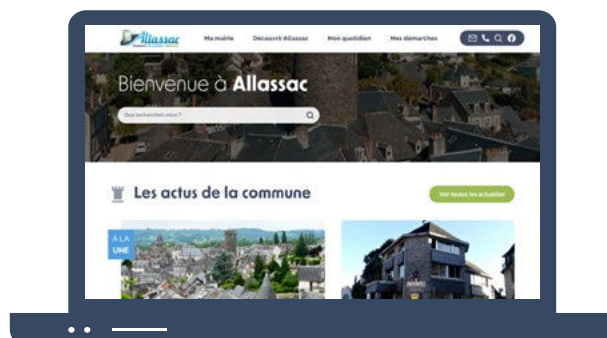 Allassac
Ma mairie Découvrir Allassac Mon quotidien Mes démarches
Bienvenue à Allassac
Que recherchez-vous ?
Les actus de la commune
Voir toutes les actualités
A LA
UNE